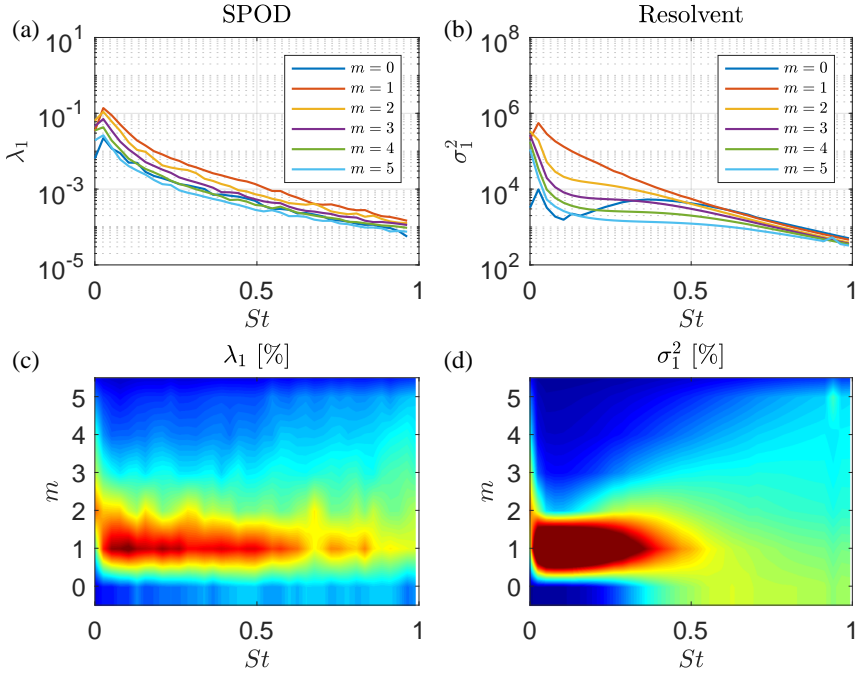 SPOD
Resolvent
(a)
10^1
10^-1
10^-3
10^-5
λ_1
m = 0
m = 1
m = 2
m = 3
m = 4
m = 5
0
0.5
1
St
(b)
10^8
10^6
10^4
10^2
σ_1^2
m = 0
m = 1
m = 2
m = 3
m = 4
m = 5
0
0.5
1
St
(c)
λ_1 [%]
5
4
3
2
1
0
m
0
0.5
1
St
(d)
σ_1^2 [%]
5
4
3
2
1
0
m
0
0.5
1
St